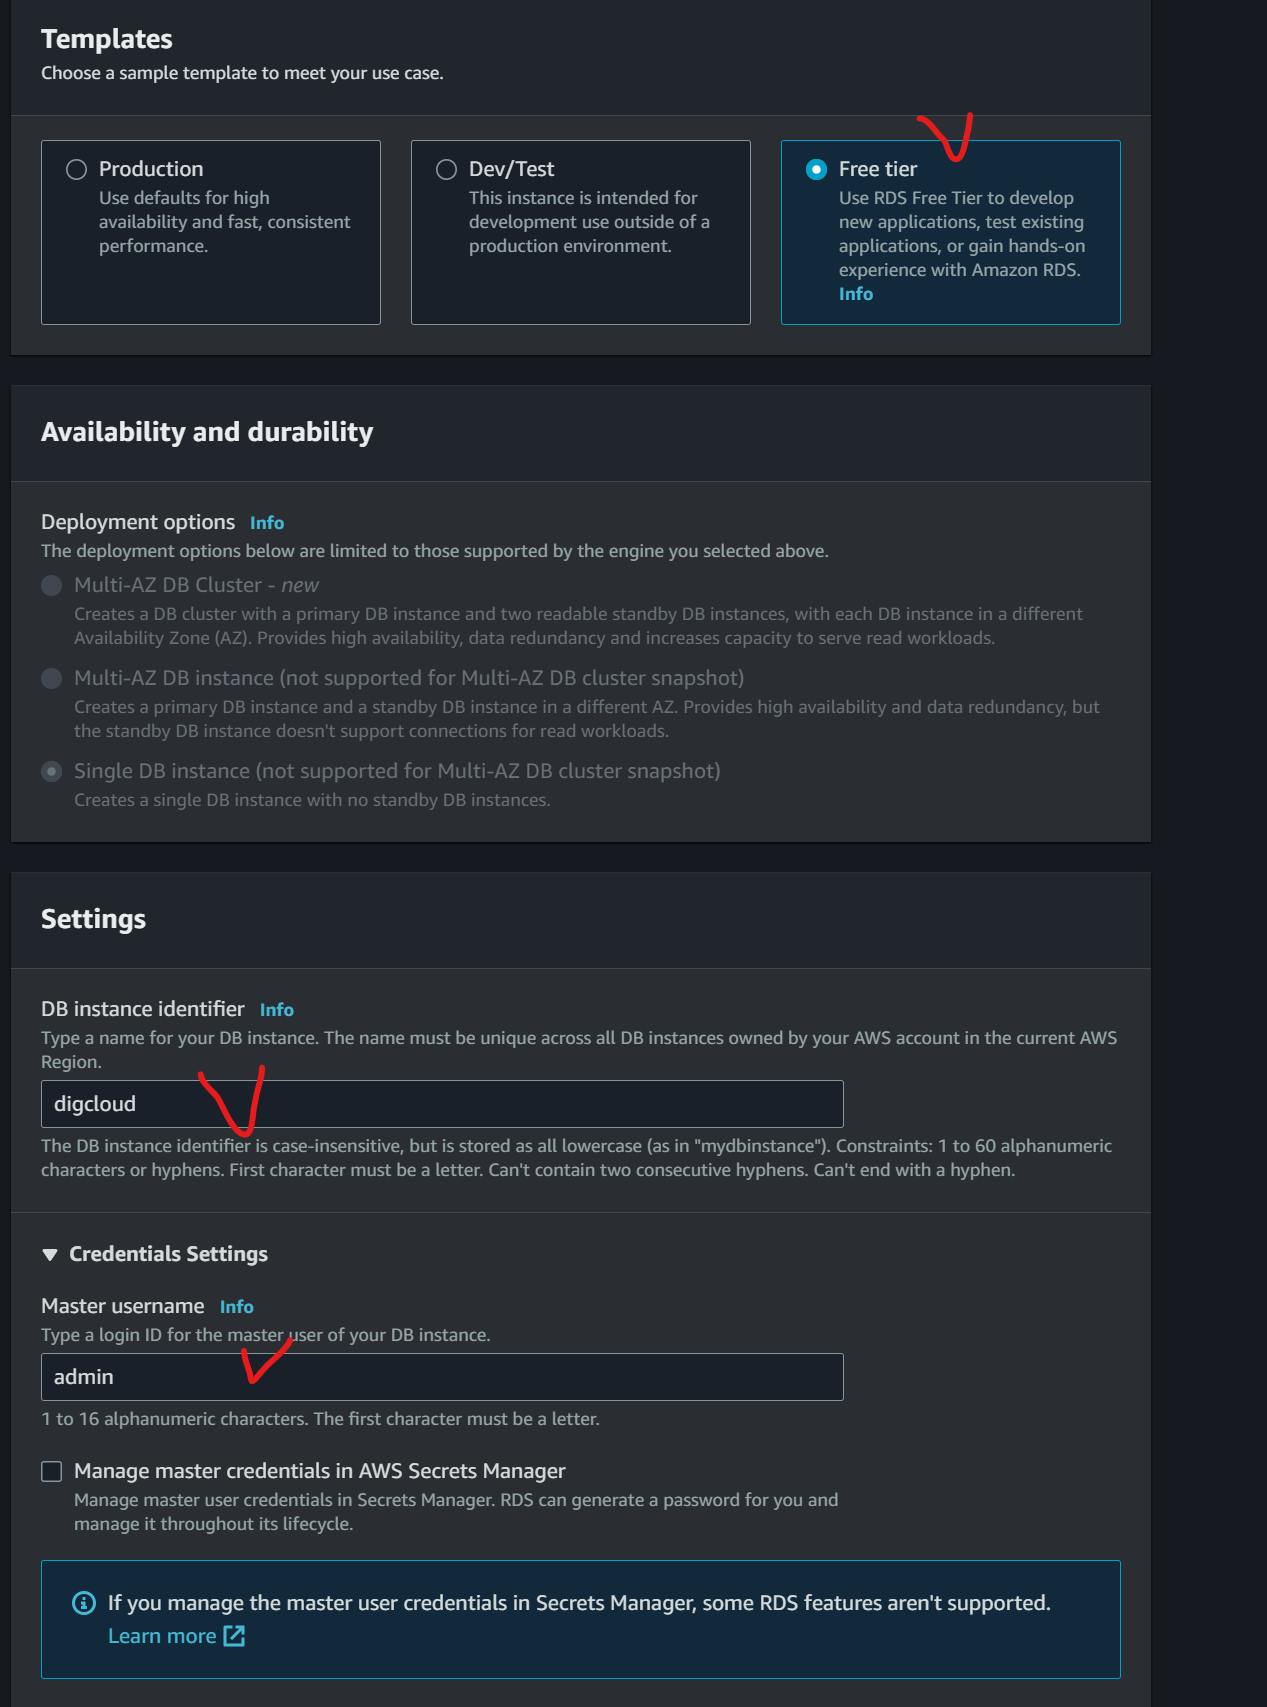 Templates
Choose a sample template to meet your use case.
Production
Use defaults for high
availability and fast, consistent
performance.
Dev/Test
This instance is intended for
development use outside of a
production environment.
Free tier
Use RDS Free Tier to develop
new applications, test existing
applications, or gain hands-on
experience with Amazon RDS.
Info
Availability and durability
Deployment options Info
The deployment options below are limited to those supported by the engine you selected above.
Multi-AZ DB Cluster - new
Creates a DB cluster with a primary DB instance and two readable standby DB instances, with each DB instance in a different
Availability Zone (AZ). Provides high availability, data redundancy and increases capacity to serve read workloads.
Multi-AZ DB instance (not supported for Multi-AZ DB cluster snapshot)
Creates a primary DB instance and a standby DB instance in a different AZ. Provides high availability and data redundancy, but
the standby DB instance doesn't support connections for read workloads.
Single DB instance (not supported for Multi-AZ DB cluster snapshot)
Creates a single DB instance with no standby DB instances.
Settings
DB instance identifier Info
Type a name for your DB instance. The name must be unique across all DB instances owned by your AWS account in the current AWS
Region.
digcloud
The DB instance identifier is case-insensitive, but is stored as all lowercase (as in "mydbinstance"). Constraints: 1 to 60 alphanumeric
characters or hyphens. First character must be a letter. Can't contain two consecutive hyphens. Can't end with a hyphen.
Credentials Settings
Master username Info
Type a login ID for the master user of your DB instance.
admin
1 to 16 alphanumeric characters. The first character must be a letter.
Manage master credentials in AWS Secrets Manager
Manage master user credentials in Secrets Manager. RDS can generate a password for you and
manage it throughout its lifecycle.
If you manage the master user credentials in Secrets Manager, some RDS features aren't supported.
Learn more